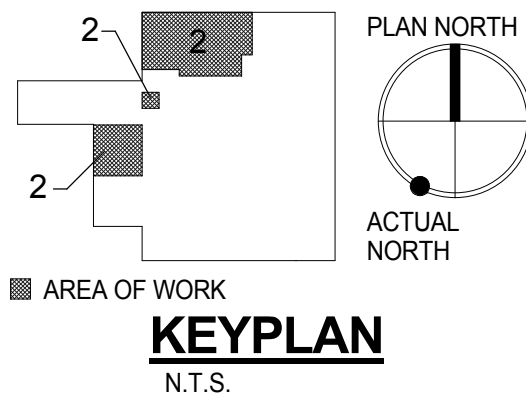 2
2
2
PLAN NORTH
ACTUAL
NORTH
AREA OF WORK
KEYPLAN
N.T.S.